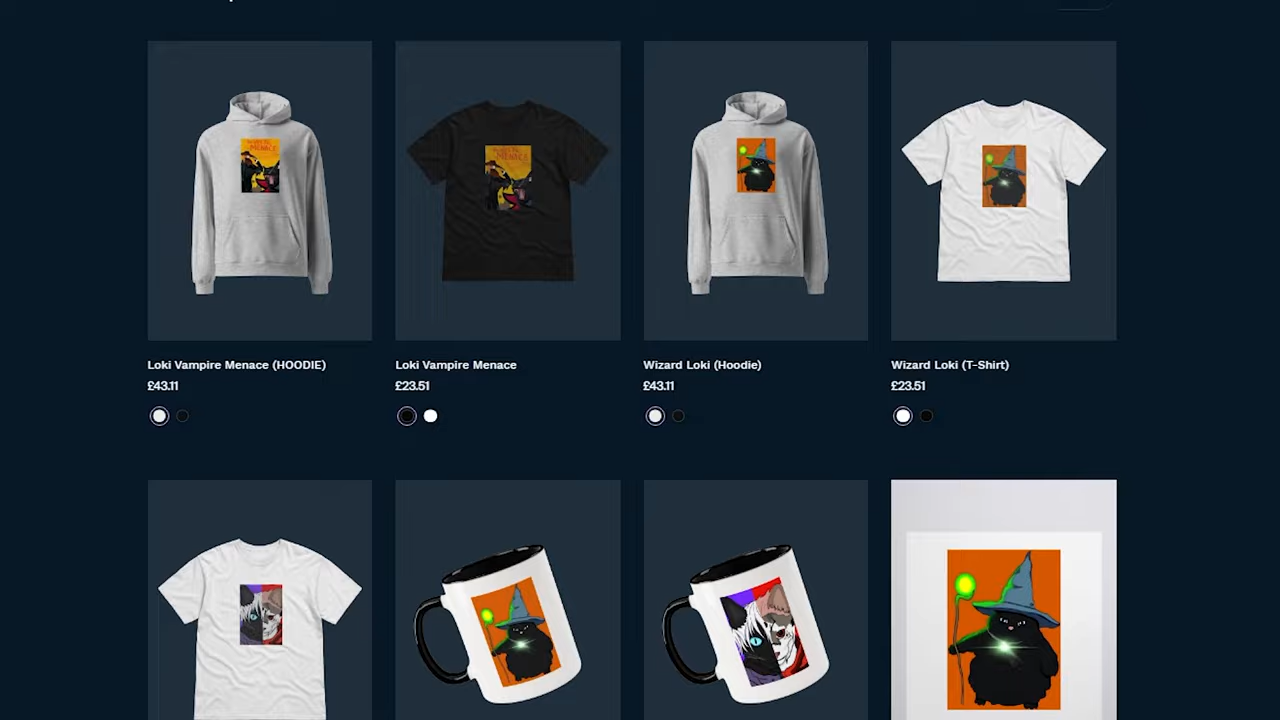 MENACE
Loki Vampire Menace (HOODIE)
Loki Vampire Menace
Wizard Loki (Hoodie)
Wizard Loki (T-Shirt)
£43.11
£23.51
£43.11
£23.51